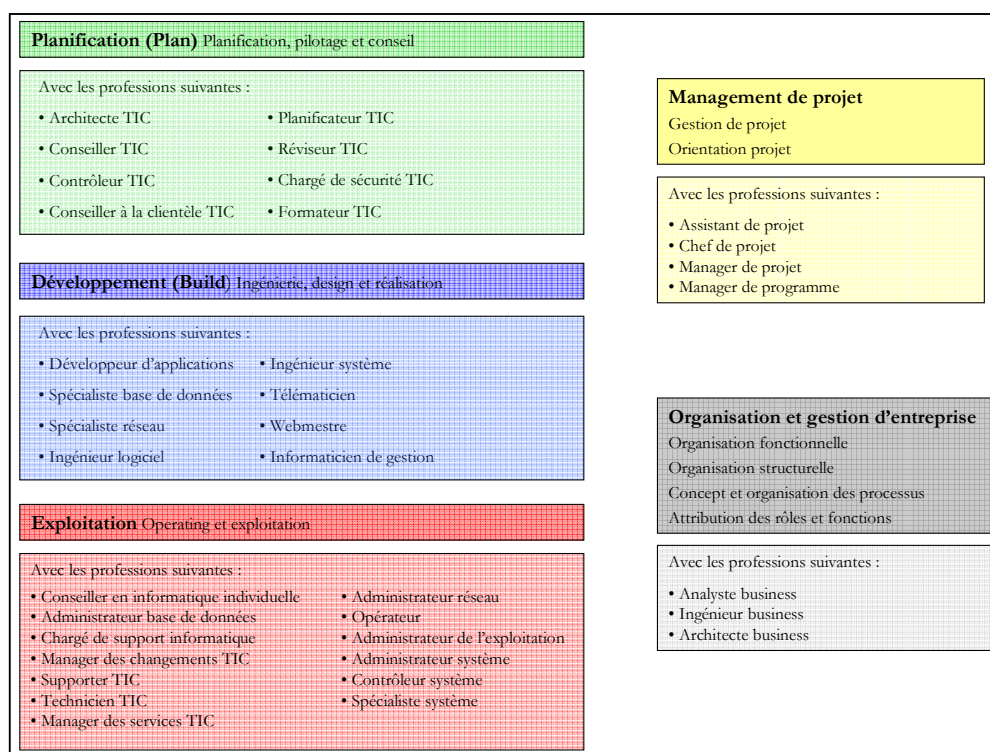 Planification (Plan) Planification, pilotage et conseil
Avec les professions suivantes :
• Architecte TIC
• Conseiller TIC
• Contrôleur TIC
• Conseiller à la clientèle TIC
• Planificateur TIC
• Réviseur TIC
• Chargé de sécurité TIC
• Formateur TIC
Développement (Build) Ingénierie, design et réalisation
Avec les professions suivantes :
• Développeur d'applications
• Spécialiste base de données
• Spécialiste réseau
• Ingénieur logiciel
• Ingénieur système
• Télématicien
• Webmestre
• Informaticien de gestion
Exploitation Operating et exploitation
Avec les professions suivantes :
• Conseiller en informatique individuelle
• Administrateur base de données
• Chargé de support informatique
• Manager des changements TIC
• Supporter TIC
• Technicien TIC
• Manager des services TIC
• Administrateur réseau
• Opérateur
• Administrateur de l'exploitation
• Administrateur système
• Contrôleur système
• Spécialiste système
Management de projet
Gestion de projet
Orientation projet
Avec les professions suivantes :
• Assistant de projet
• Chef de projet
• Manager de projet
• Manager de programme
Organisation et gestion d'entreprise
Organisation fonctionnelle
Organisation structurelle
Concept et organisation des processus
Attribution des rôles et fonctions
Avec les professions suivantes :
• Analyste business
• Ingénieur business
• Architecte business